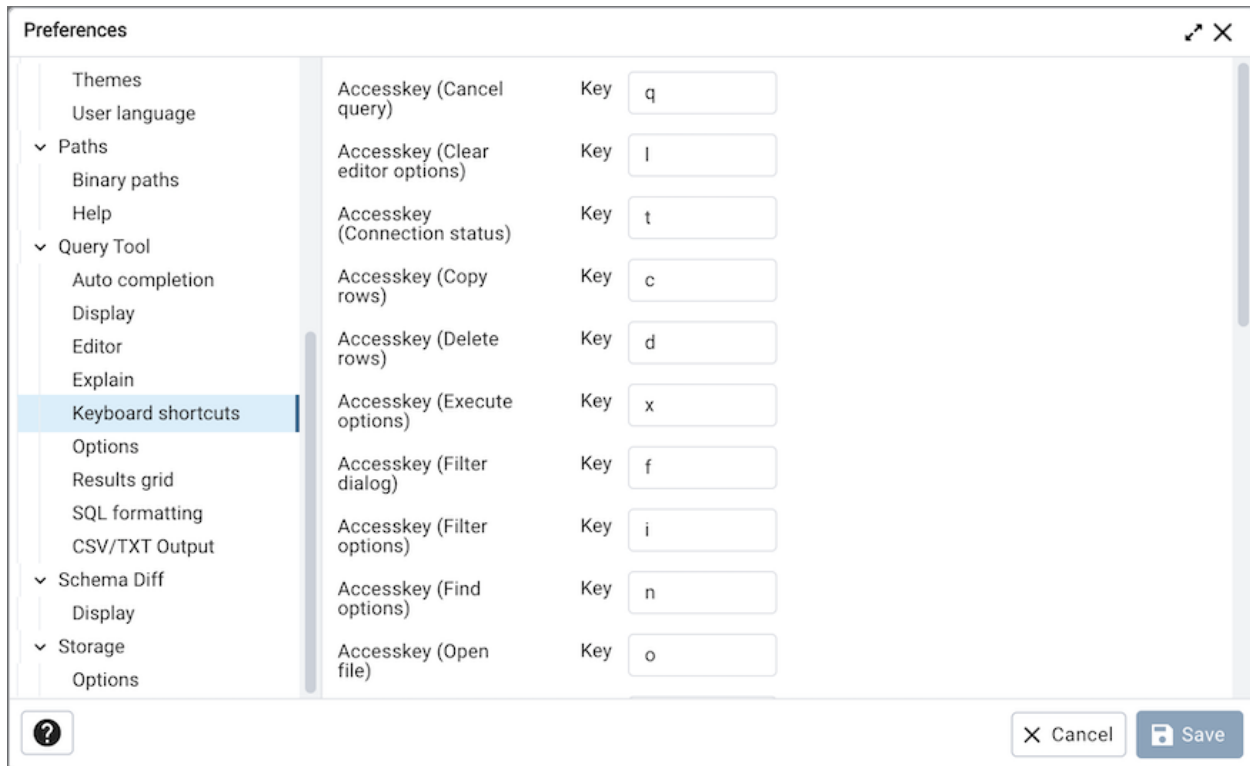 Preferences
Themes
User language
Paths
Binary paths
Help
Query Tool
Auto completion
Display
Editor
Explain
Keyboard shortcuts
Options
Results grid
SQL formatting
CSV/TXT Output
Schema Diff
Display
Storage
Options
Accesskey (Cancel
query)
Key
q
Accesskey (Clear
editor options)
Key
l
Accesskey
(Connection status)
Key
t
Accesskey (Copy
rows)
Key
c
Accesskey (Delete
rows)
Key
d
Accesskey (Execute
options)
Key
x
Accesskey (Filter
dialog)
Key
f
Accesskey (Filter
options)
Key
i
Accesskey (Find
options)
Key
n
Accesskey (Open
file)
Key
o
?
Cancel
Save